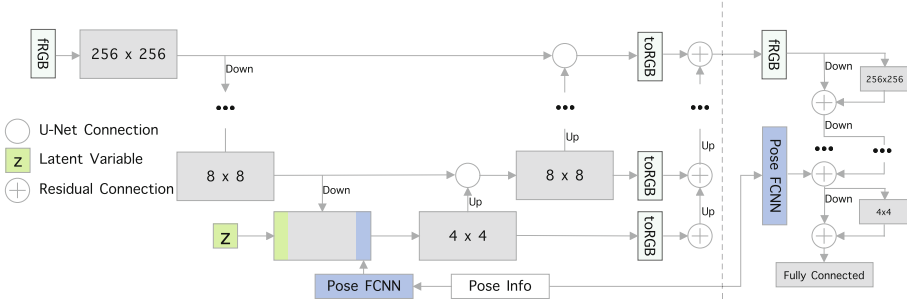 fRGB
256 x 256
toRGB
fRGB
Down
Down
256x256
•••
•••
•••
Down
U-Net Connection
z
Latent Variable
Residual Connection
Up
Up
Pose FCNN
•••
•••
8 x 8
8 x 8
toRGB
Down
Up
Up
Down
z
4 x 4
toRGB
4x4
Pose FCNN
Pose Info
Fully Connected